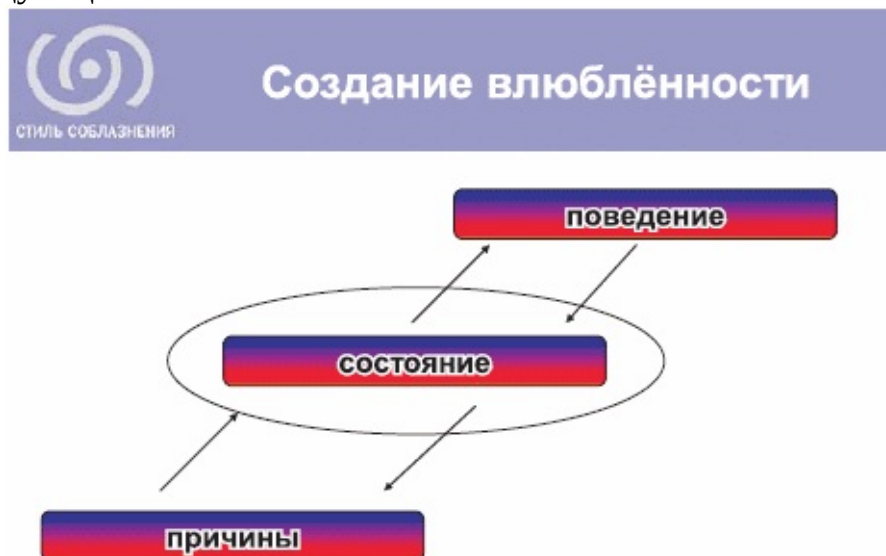 СТИЛЬ СОБЛАЗНЕНИЯ
Создание влюблённости
поведение
состояние
причины